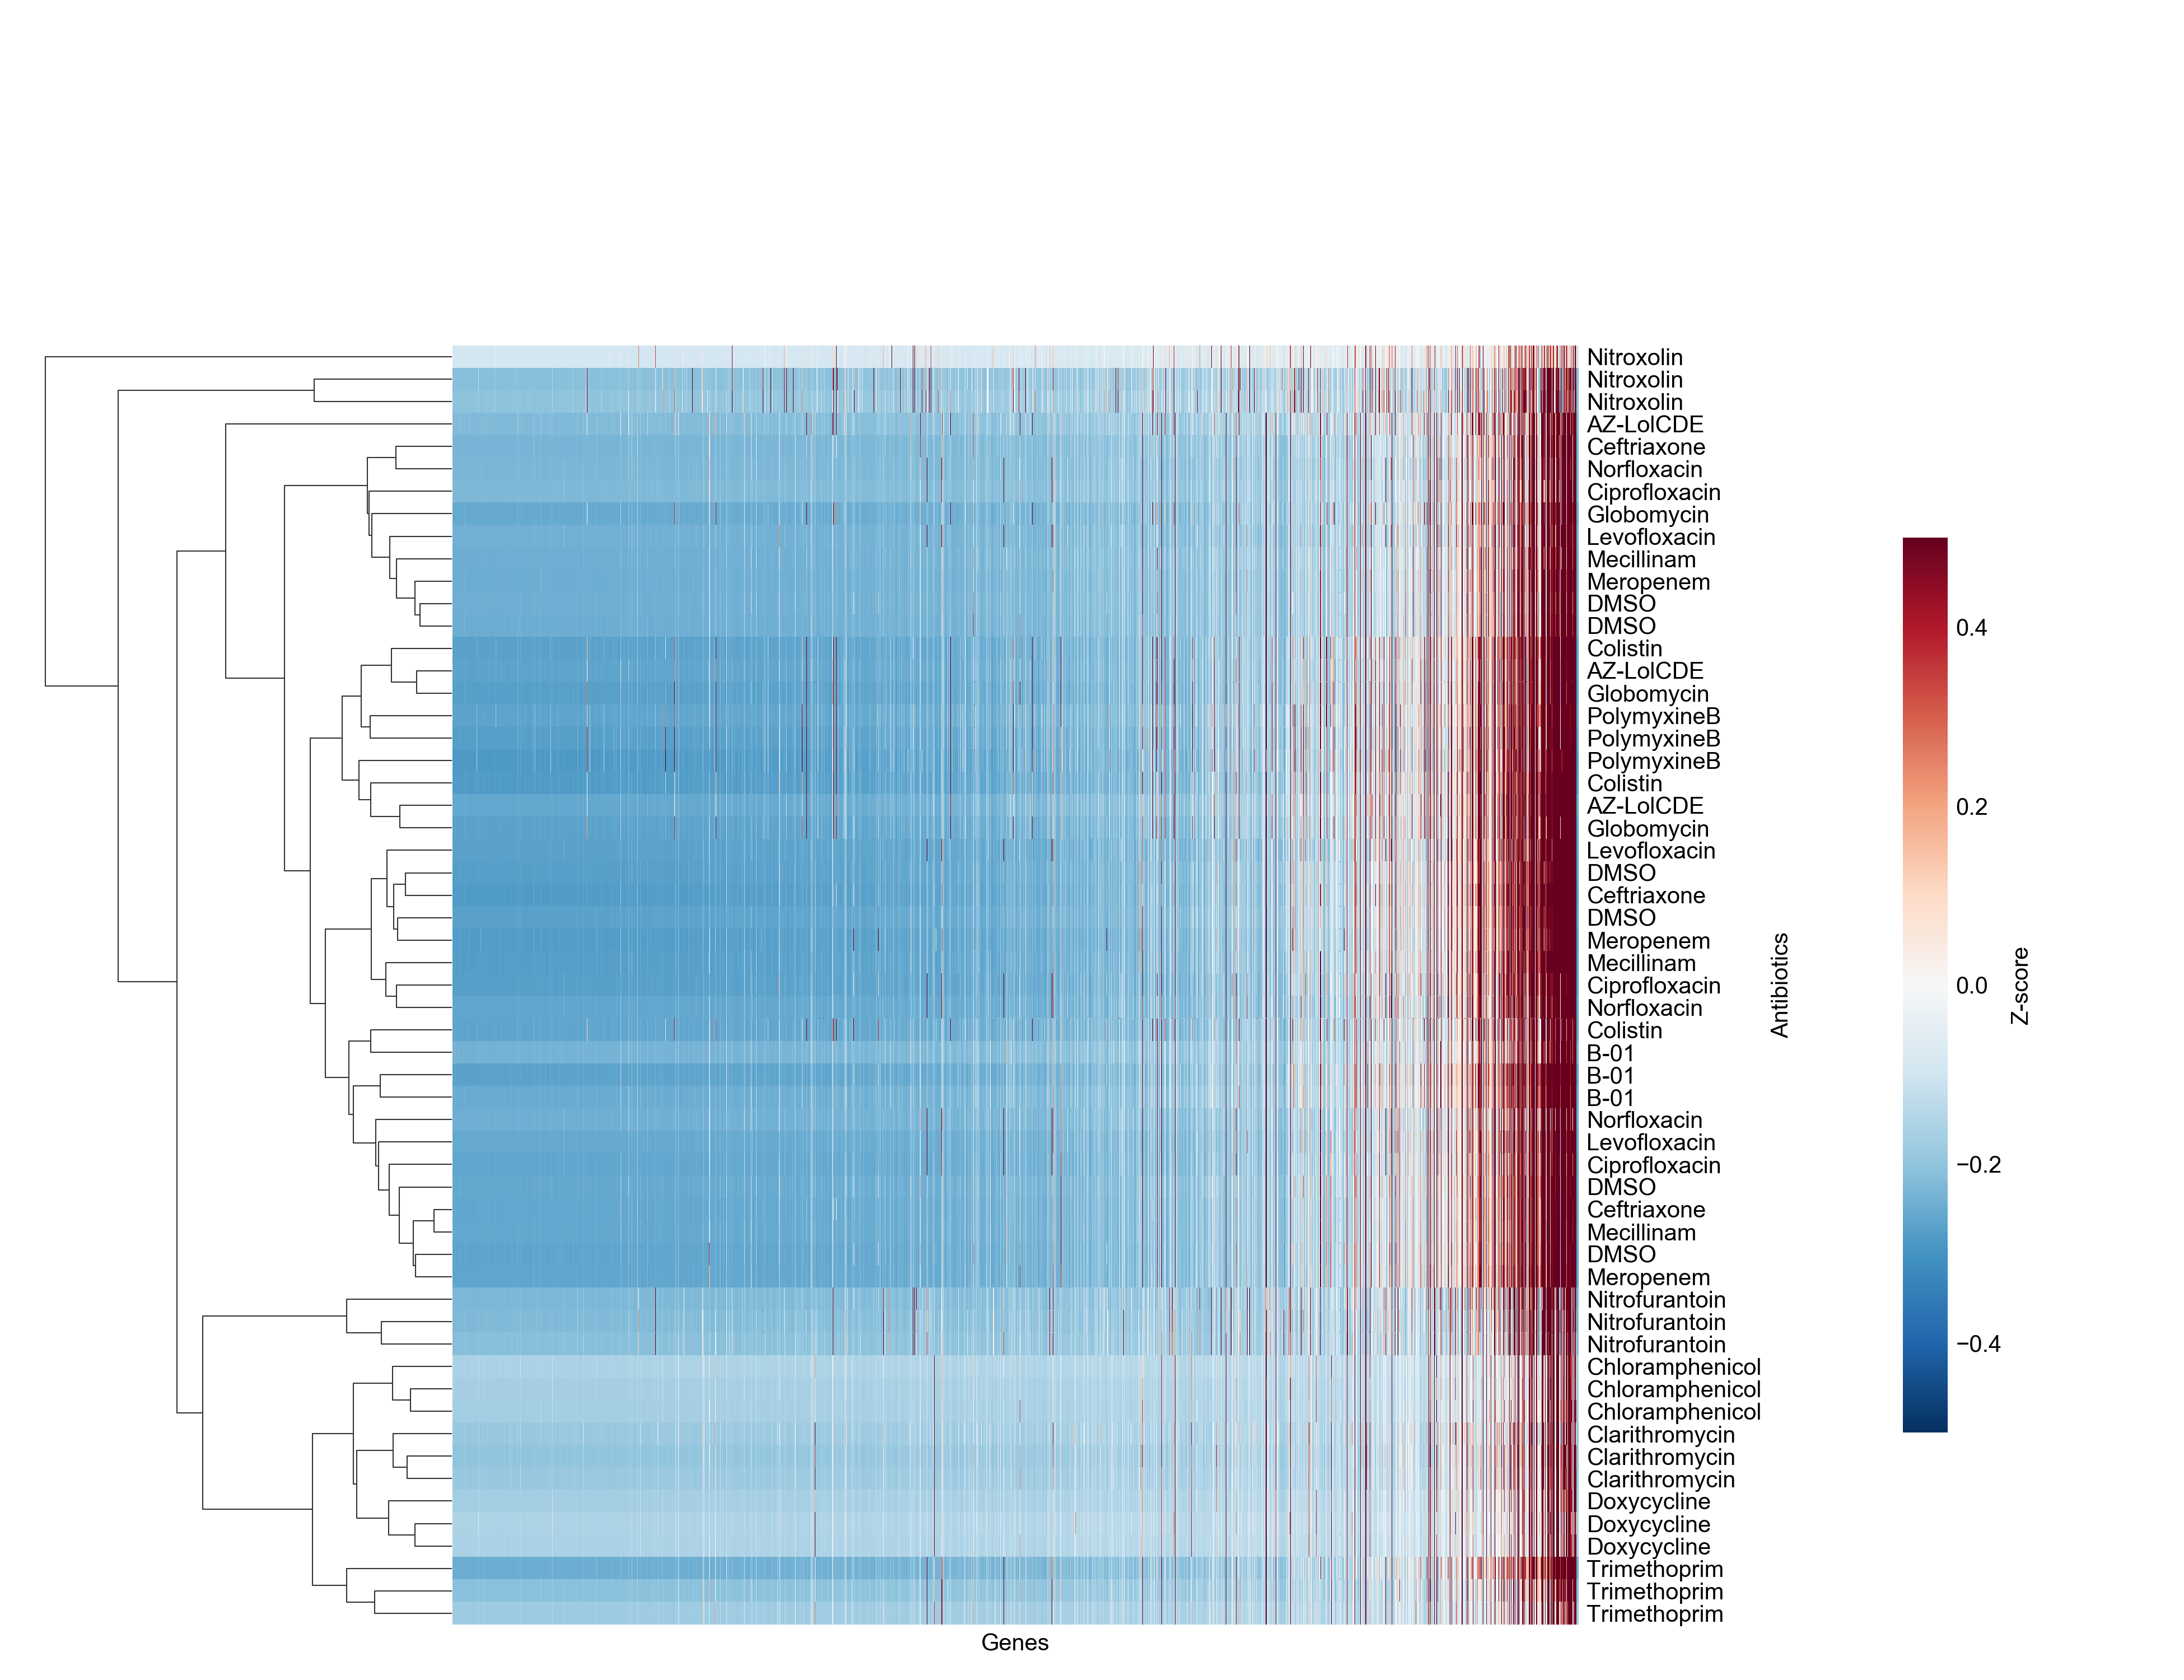 Nitroxolin
Nitroxolin
Nitroxolin
AZ-LolCDE
Ceftriaxone
Norfloxacin
Ciprofloxacin
Globomycin
Levofloxacin
Mecillinam
Meropenem
DMSO
DMSO
Colistin
AZ-LolCDE
Globomycin
PolymyxineB
PolymyxineB
PolymyxineB
Colistin
AZ-LolCDE
Globomycin
Levofloxacin
DMSO
Ceftriaxone
DMSO
Meropenem
Mecillinam
Ciprofloxacin
Norfloxacin
Colistin
B-01
B-01
B-01
Norfloxacin
Levofloxacin
Ciprofloxacin
DMSO
Ceftriaxone
Mecillinam
DMSO
Meropenem
Nitrofurantoin
Nitrofurantoin
Nitrofurantoin
Chloramphenicol
Chloramphenicol
Chloramphenicol
Clarithromycin
Clarithromycin
Clarithromycin
Doxycycline
Doxycycline
Doxycycline
Trimethoprim
Trimethoprim
Trimethoprim
Genes
Antibiotics
0.4
0.2
0.0
−0.2
−0.4
Z-score